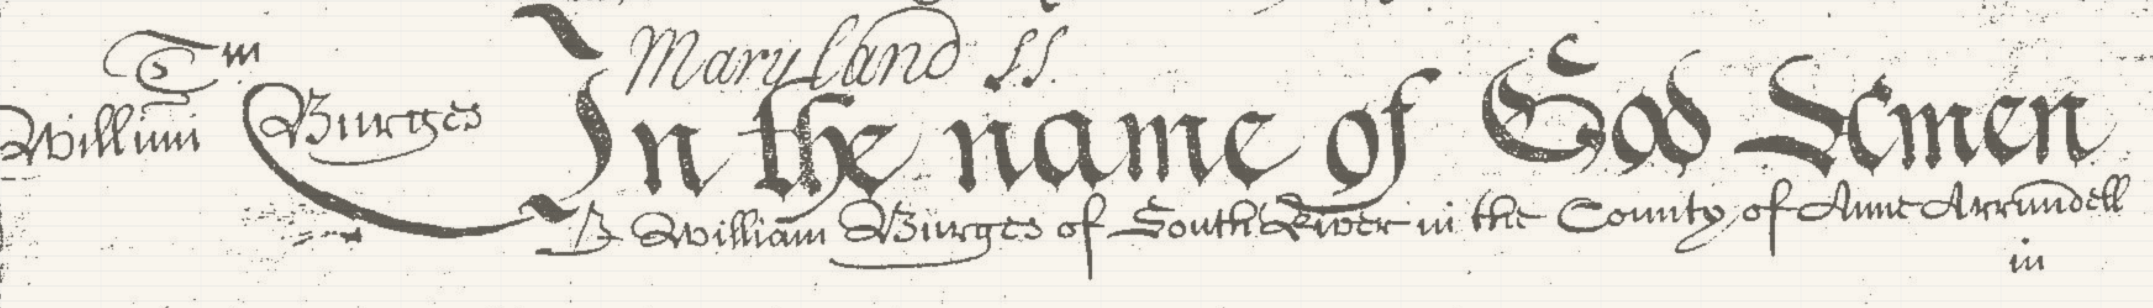 Tm
Willimi Burges
Maryland ss.
In the name of God Amen
I William Burges of South River in the County of Anne Arrundell
in